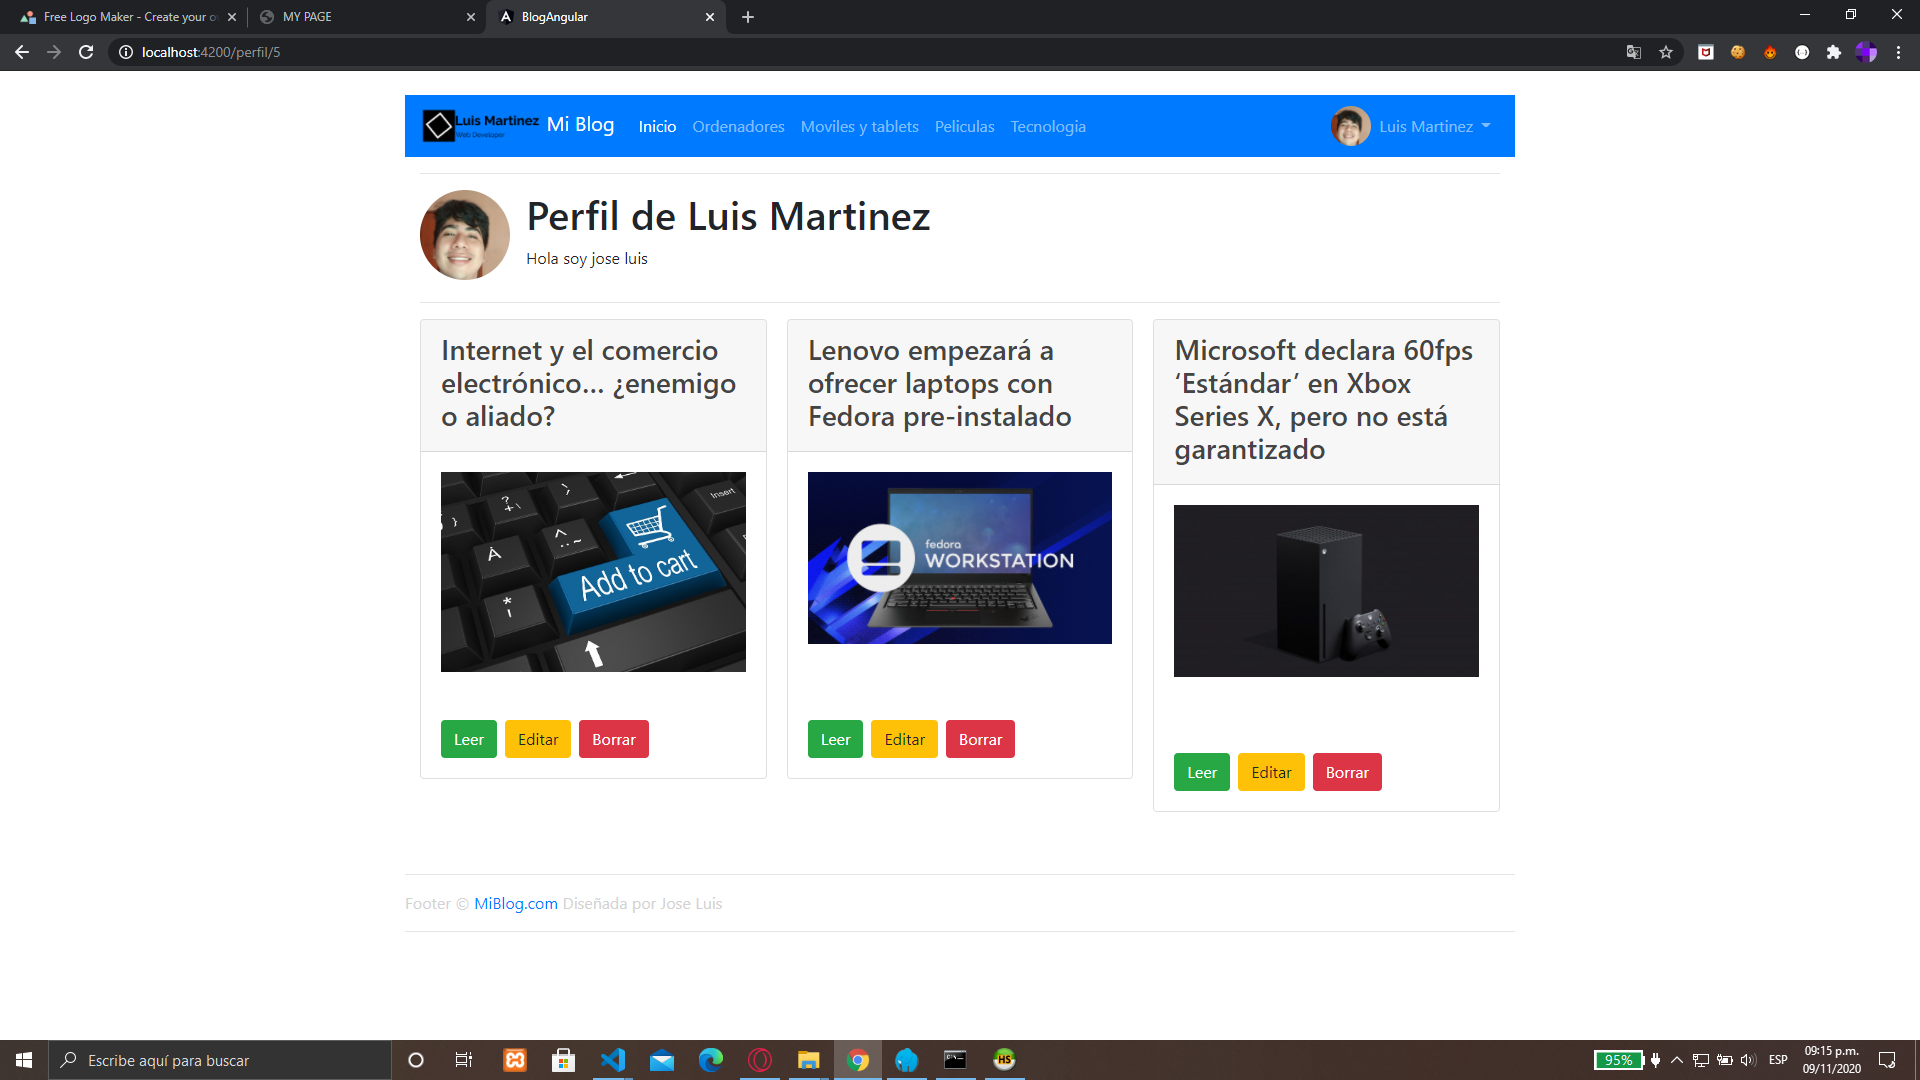 Free Logo Maker - Create your o
MY PAGE
BlogAngular
localhost:4200/perfil/5
Luis Martinez
Web Developer
Mi Blog
Inicio
Ordenadores
Moviles y tablets
Peliculas
Tecnologia
Luis Martinez
Perfil de Luis Martinez
Hola soy jose luis
Internet y el comercio
electrónico... ¿enemigo
o aliado?
Insert
Add to cart
Leer
Editar
Borrar
Lenovo empezará a
ofrecer laptops con
Fedora pre-instalado
fedora
WORKSTATION
Leer
Editar
Borrar
Microsoft declara 60fps
‘Estándar’ en Xbox
Series X, pero no está
garantizado
Leer
Editar
Borrar
Footer © MiBlog.com Diseñada por Jose Luis
Escribe aquí para buscar
HS
95%
ESP
09:15 p.m.
09/11/2020